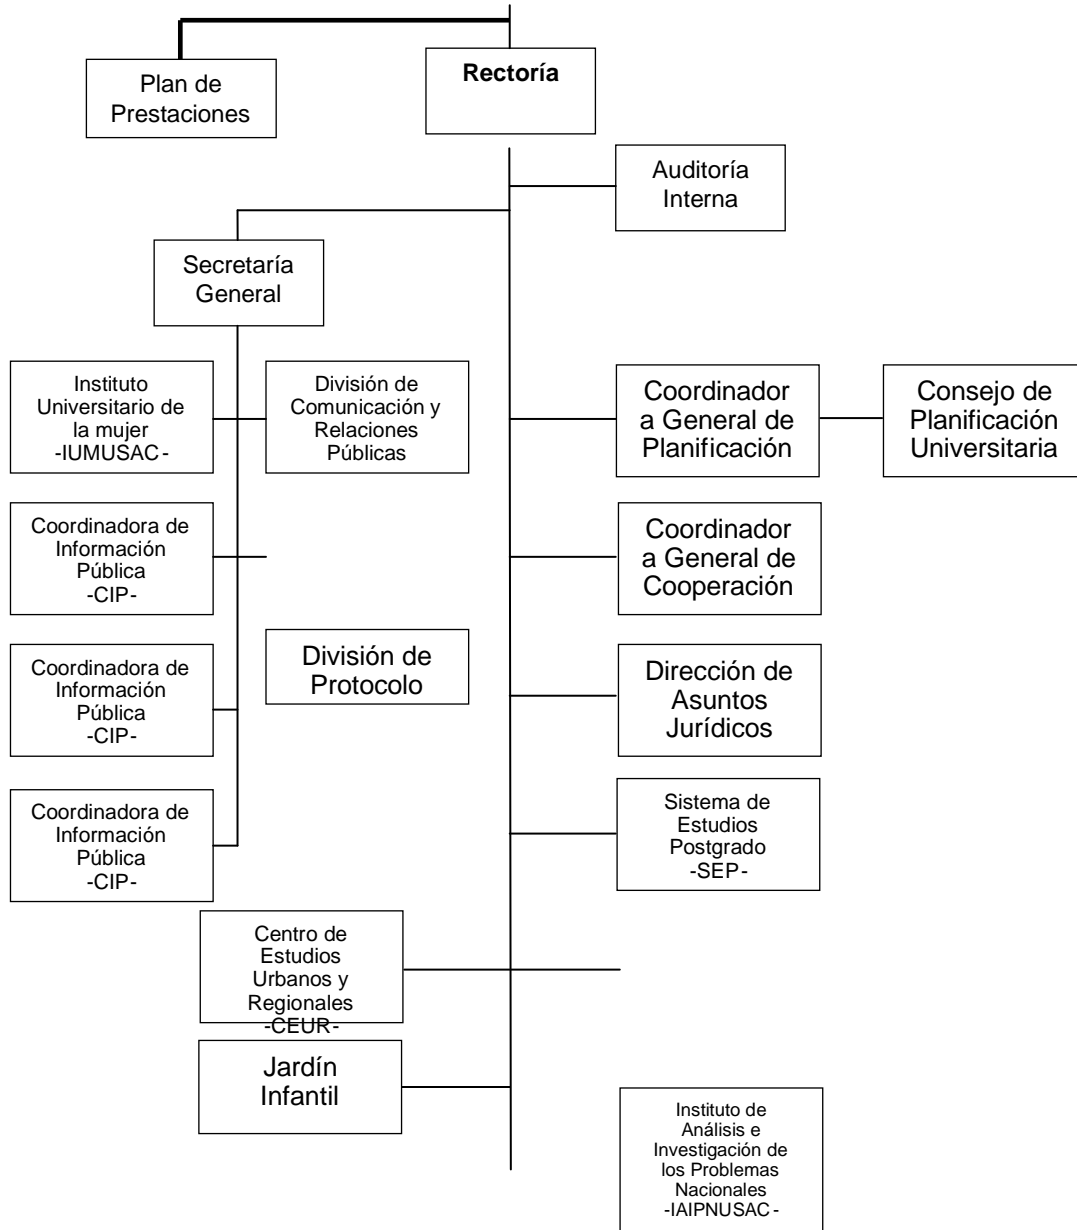 Plan de
Prestaciones
Rectoría
Auditoría
Interna
Secretaría
General
Instituto
Universitario de
la mujer
-IUMUSAC-
División de
Comunicación y
Relaciones
Públicas
Coordinador
a General de
Planificación
Consejo de
Planificación
Universitaria
Coordinadora de
Información
Pública
-CIP-
Coordinador
a General de
Cooperación
División de
Protocolo
Coordinadora de
Información
Pública
-CIP-
Dirección de
Asuntos
Jurídicos
Coordinadora de
Información
Pública
-CIP-
Sistema de
Estudios
Postgrado
-SEP-
Centro de
Estudios
Urbanos y
Regionales
-CEUR-
Jardín
Infantil
Instituto de
Análisis e
Investigación de
los Problemas
Nacionales
-IAIPNUSAC-